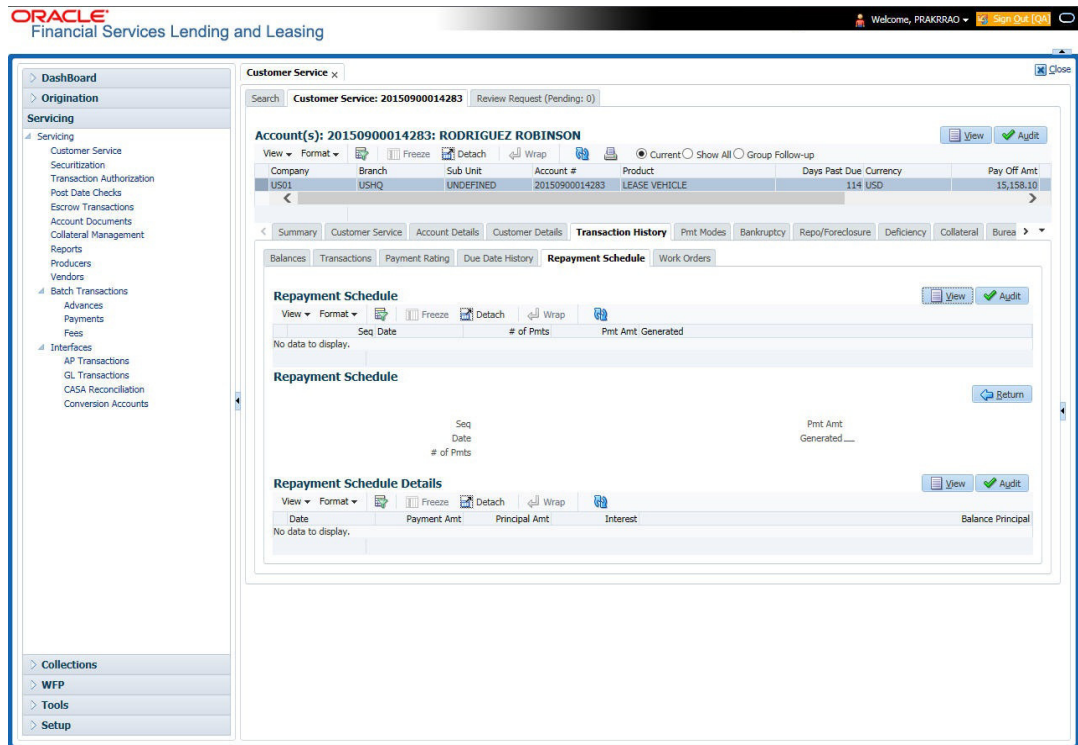 ORACLE
Financial Services Lending and Leasing
Welcome, PRAKRRAO Sign Out [QA]
Close
DashBoard
Origination
Servicing
Servicing
Customer Service
Securitization
Transaction Authorization
Post Date Checks
Escrow Transactions
Account Documents
Collateral Management
Reports
Producers
Vendors
Batch Transactions
Advances
Payments
Fees
Interfaces
AP Transactions
GL Transactions
CASA Reconciliation
Conversion Accounts
Collections
WFP
Tools
Setup
Customer Service x
Search Customer Service: 20150900014283 Review Request (Pending: 0)
Account(s): 20150900014283: RODRIGUEZ ROBINSON View Audit
View Format Freeze Detach Wrap Current Show All Group Follow-up
Company Branch Sub Unit Account # Product Days Past Due Currency Pay Off Amt
US01 USHQ UNDEFINED 20150900014283 LEASE VEHICLE 114 USD 15,158.10
Summary Customer Service Account Details Customer Details Transaction History Pmt Modes Bankruptcy Repo/Foreclosure Deficiency Collateral Burea
Balances Transactions Payment Rating Due Date History Repayment Schedule Work Orders
Repayment Schedule View Audit
View Format Freeze Detach Wrap
Seq Date # of Pmts Pmt Amt Generated
No data to display.
Repayment Schedule
Return
Seq Pmt Amt
Date Generated
# of Pmts
Repayment Schedule Details View Audit
View Format Freeze Detach Wrap
Date Payment Amt Principal Amt Interest Balance Principal
No data to display.